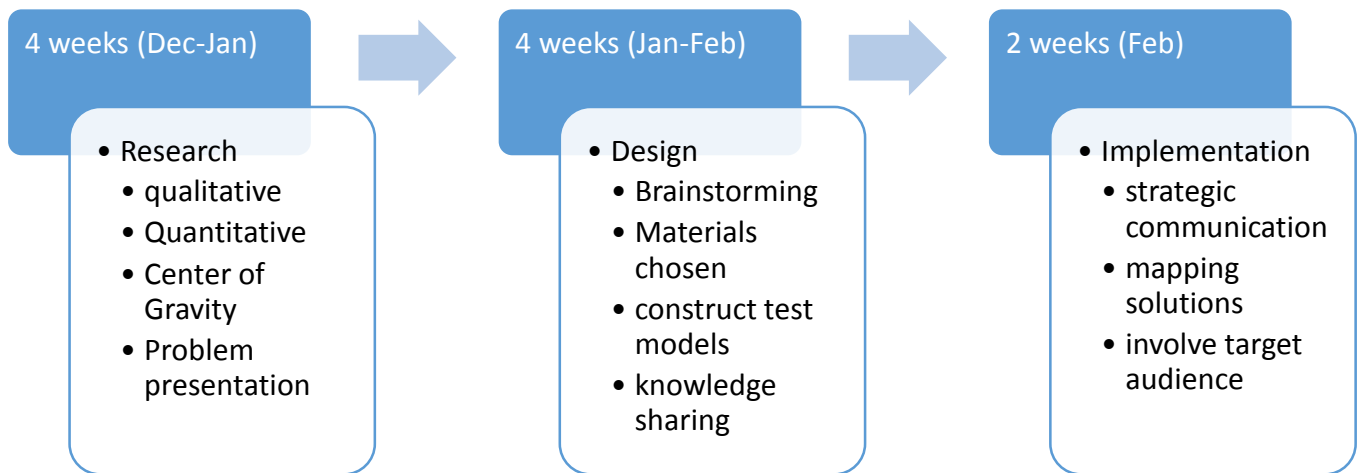 4 weeks (Dec-Jan)
• Research
• qualitative
• Quantitative
• Center of
Gravity
• Problem
presentation
4 weeks (Jan-Feb)
• Design
• Brainstorming
• Materials
chosen
• construct test
models
• knowledge
sharing
2 weeks (Feb)
• Implementation
• strategic
communication
• mapping
solutions
• involve target
audience